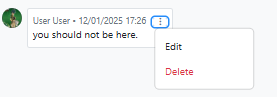 User User • 12/01/2025 17:26
you should not be here.
Edit
Delete